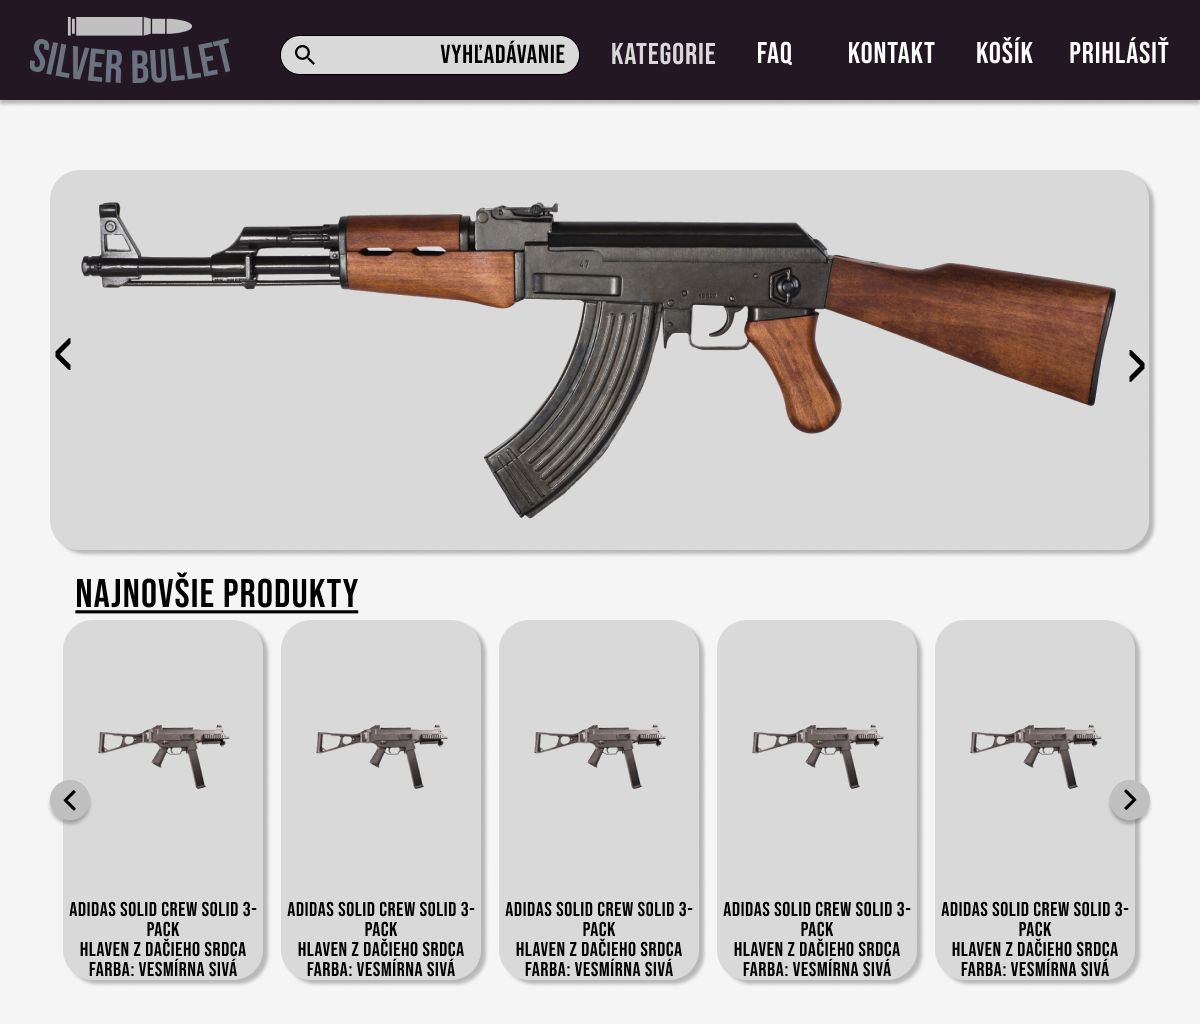 SILVER BULLET
VYHĽADÁVANIE
KATEGORIE
FAQ
KONTAKT
KOŠÍK
PRIHLÁSIŤ
NAJNOVŠIE PRODUKTY
ADIDAS SOLID CREW SOLID 3-
PACK
HLAVEN Z DAČIEHO SRDCA
FARBA: VESMÍRNA SIVÁ
ADIDAS SOLID CREW SOLID 3-
PACK
HLAVEN Z DAČIEHO SRDCA
FARBA: VESMÍRNA SIVÁ
ADIDAS SOLID CREW SOLID 3-
PACK
HLAVEN Z DAČIEHO SRDCA
FARBA: VESMÍRNA SIVÁ
ADIDAS SOLID CREW SOLID 3-
PACK
HLAVEN Z DAČIEHO SRDCA
FARBA: VESMÍRNA SIVÁ
ADIDAS SOLID CREW SOLID 3-
PACK
HLAVEN Z DAČIEHO SRDCA
FARBA: VESMÍRNA SIVÁ